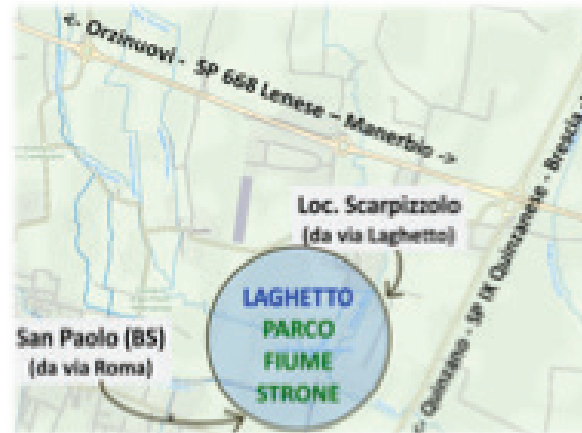 <- Orzinuovi - SP 668 Lenese – Manerbio ->
<- Quinzano - SP IX Quinzanese - Brescia
Loc. Scarpizzolo
(da via Laghetto)
LAGHETTO
PARCO
FIUME
STRONE
San Paolo (BS)
(da via Roma)